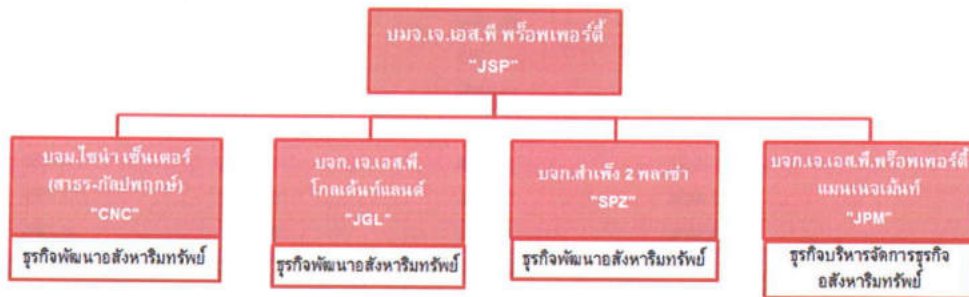 บมจ.เจ.เอส.พี พร็อพเพอร์ตี้
"JSP"
บจม.ไชน่า เซ็นเตอร์
(สาธร-กัลปพฤกษ์)
"CNC"
ธุรกิจพัฒนาอสังหาริมทรัพย์
บจก. เจ.เอส.พี.
โกลเด้นท์แลนด์
"JGL"
ธุรกิจพัฒนาอสังหาริมทรัพย์
บจก.สำเพ็ง 2 พลาซ่า
"SPZ"
ธุรกิจพัฒนาอสังหาริมทรัพย์
บจก.เจ.เอส.พี.พร็อพเพอร์ตี้
แมนเนจเม้นท์
"JPM"
ธุรกิจบริหารจัดการธุรกิจ
อสังหาริมทรัพย์